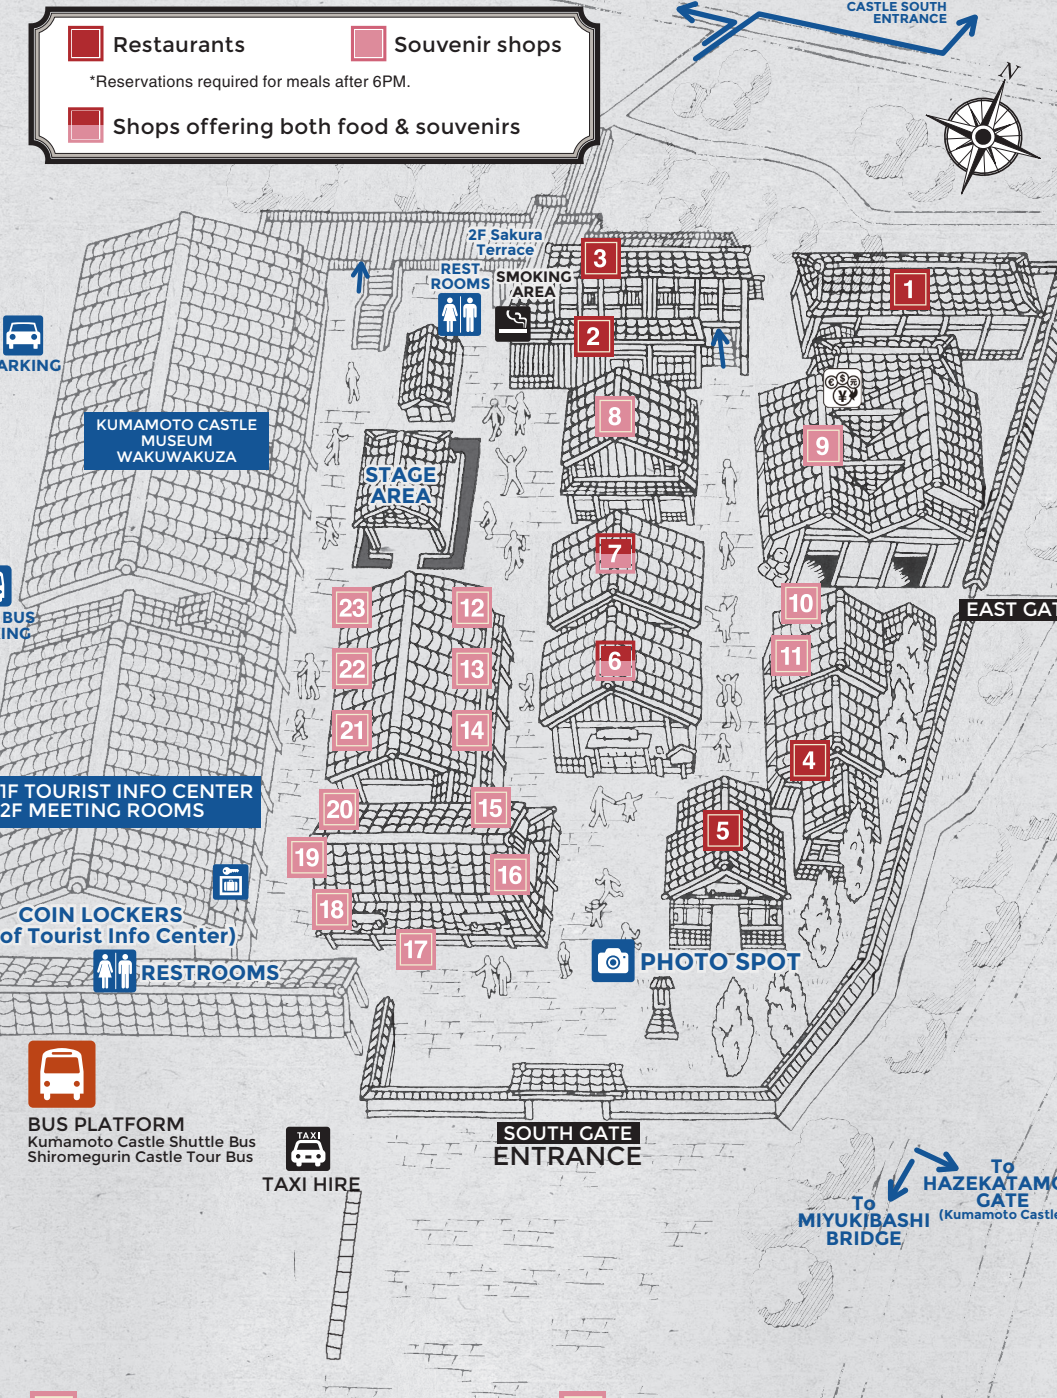 CASTLE SOUTH
ENTRANCE
Restaurants
Souvenir shops
*Reservations required for meals after 6PM.
Shops offering both food & souvenirs
N
2F Sakura
Terrace
REST
ROOMS
SMOKING
AREA
3
2
1
ARKING
KUMAMOTO CASTLE
MUSEUM
WAKUWAKUZA
8
€ $ 元
¥
9
STAGE
AREA
7
BUS
ING
23
12
10
EAST GAT
22
13
6
11
21
14
4
1F TOURIST INFO CENTER
2F MEETING ROOMS
20
15
5
19
16
18
17
COIN LOCKERS
of Tourist Info Center)
RESTROOMS
PHOTO SPOT
BUS PLATFORM
Kumamoto Castle Shuttle Bus
Shiromegurin Castle Tour Bus
TAXI
TAXI HIRE
SOUTH GATE
ENTRANCE
To
HAZEKATAMO
GATE
(Kumamoto Castle
To
MIYUKIBASHI
BRIDGE